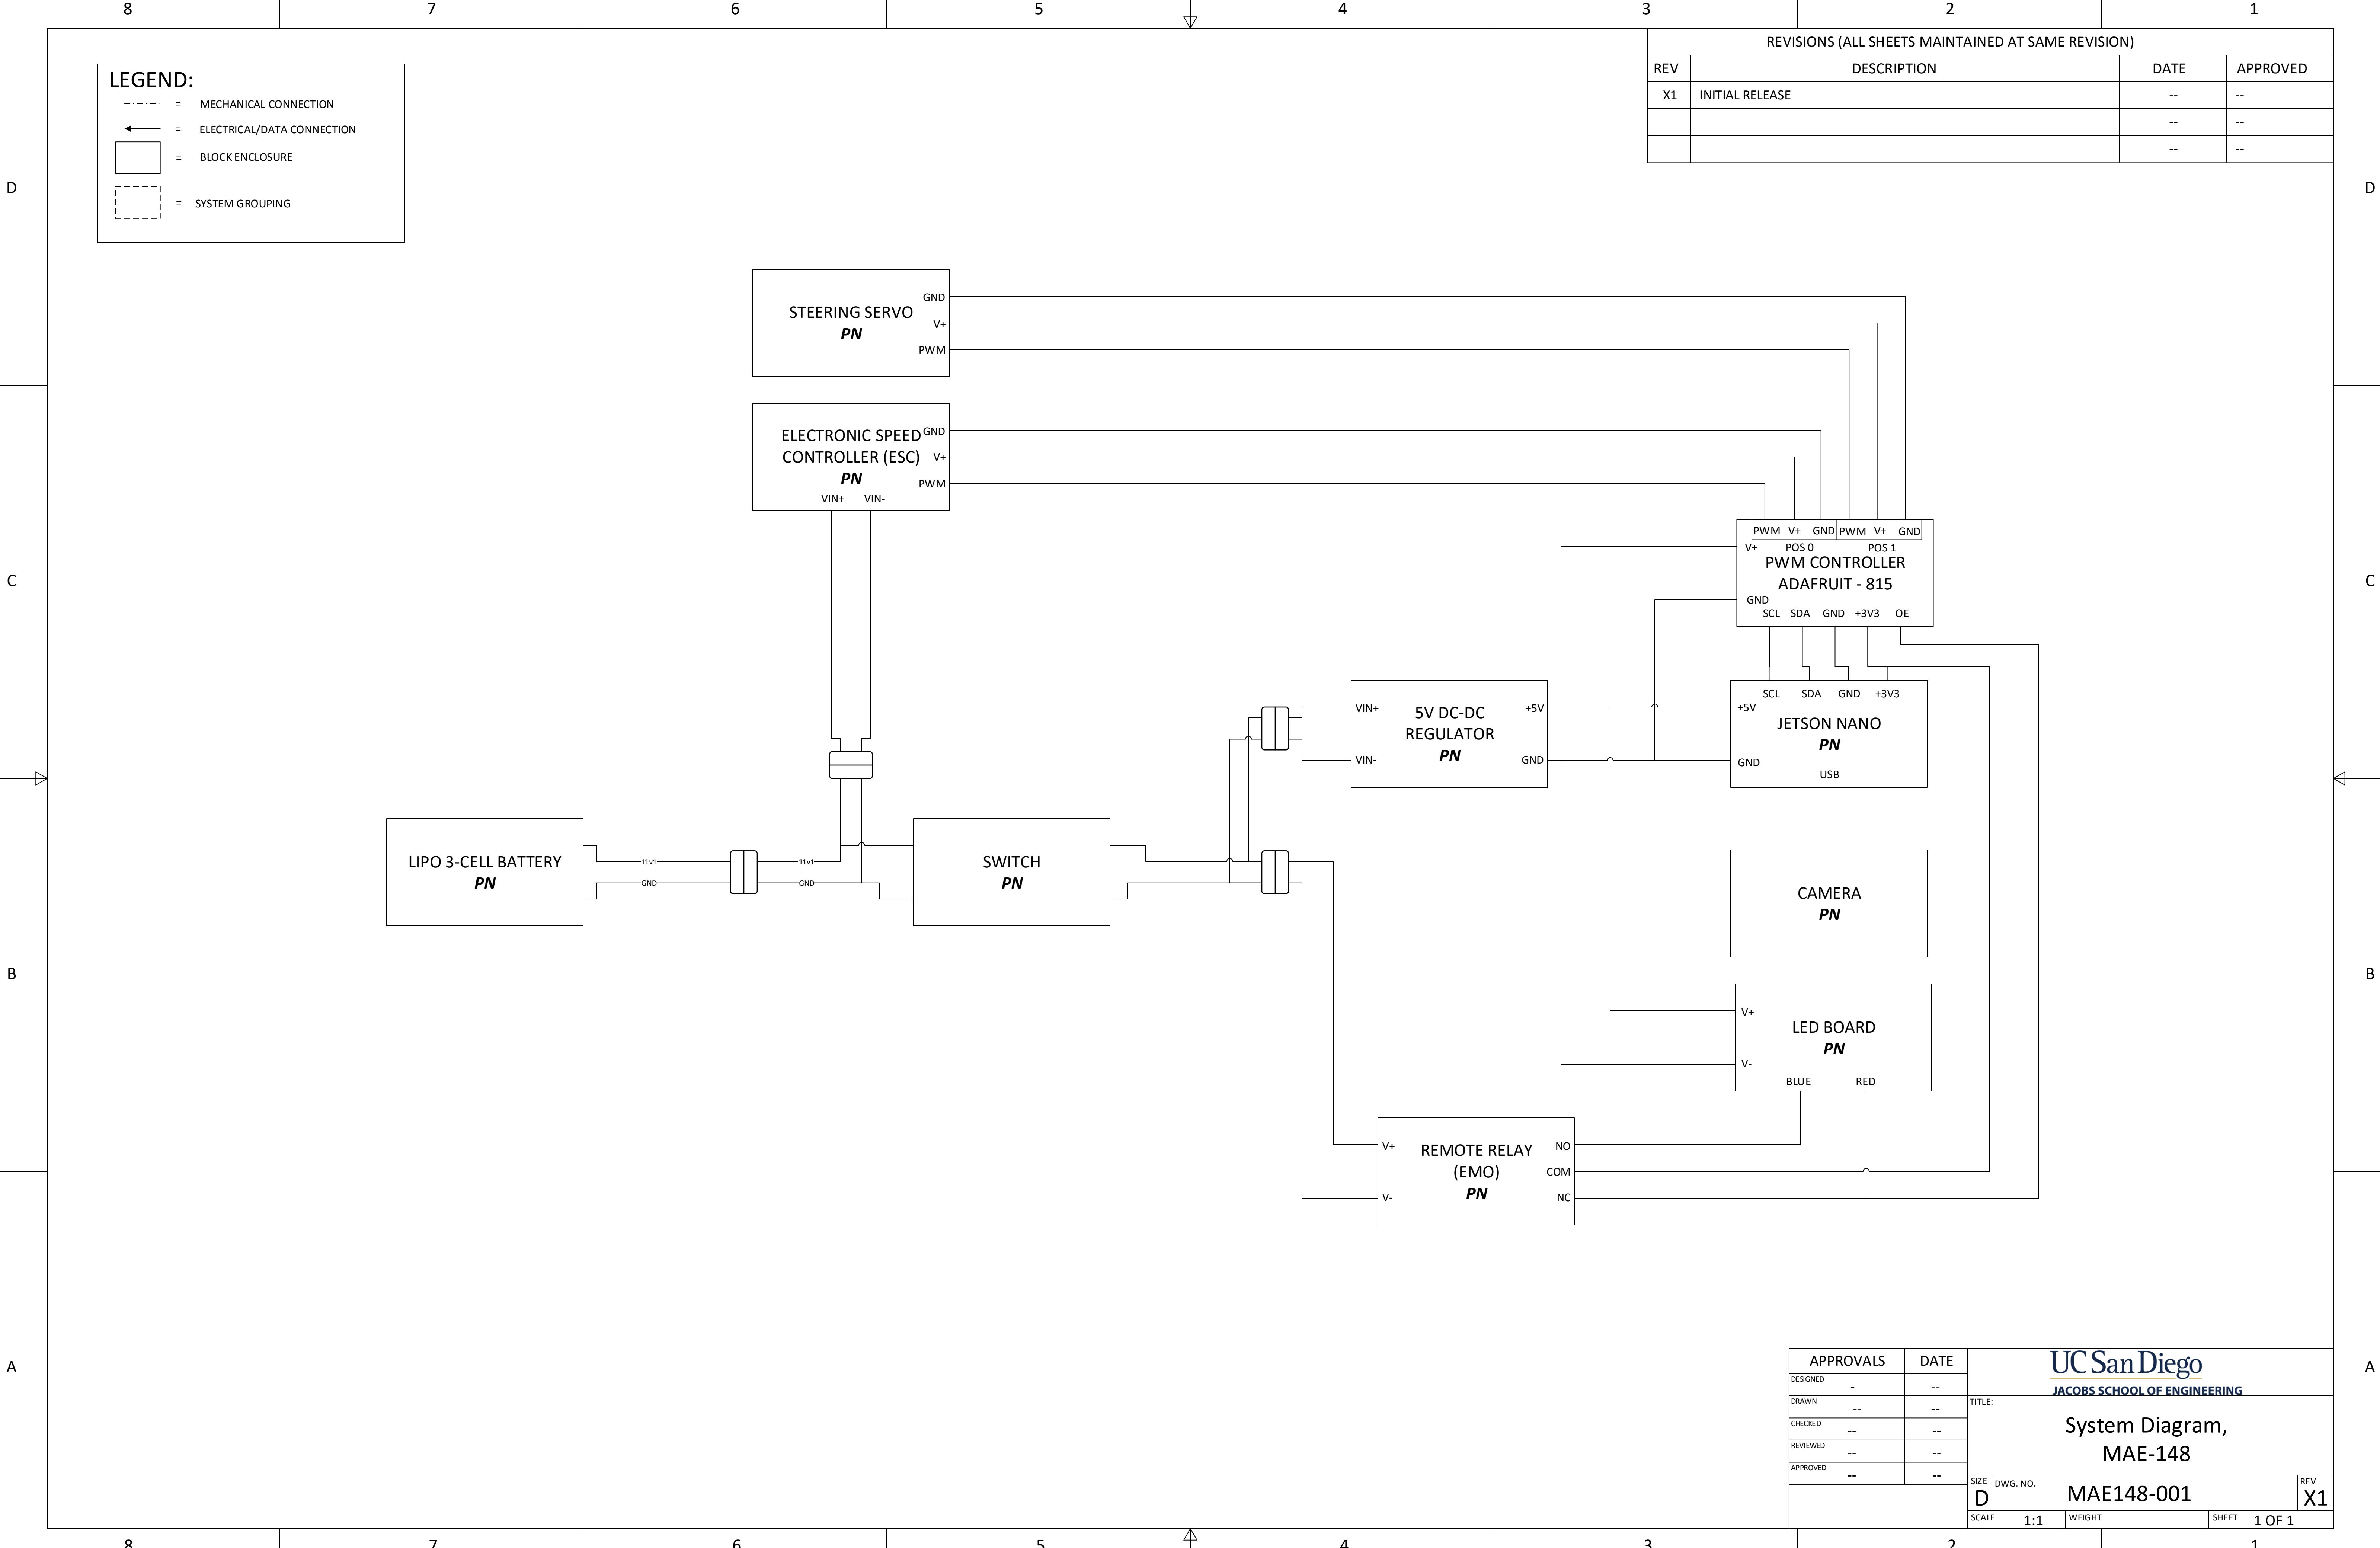 8 7 6 5 4 3 2 1
LEGEND:
= MECHANICAL CONNECTION
= ELECTRICAL/DATA CONNECTION
= BLOCK ENCLOSURE
= SYSTEM GROUPING
REVISIONS (ALL SHEETS MAINTAINED AT SAME REVISION)
REV DESCRIPTION DATE APPROVED
X1 INITIAL RELEASE -- --
-- --
-- --
D D
STEERING SERVO
PN
GND
V+
PWM
ELECTRONIC SPEED
CONTROLLER (ESC)
PN
GND
V+
PWM
VIN+ VIN-
PWM V+ GND PWM V+ GND
V+ POS 0 POS 1
PWM CONTROLLER
ADAFRUIT - 815
GND
SCL SDA GND +3V3 OE
C C
SCL SDA GND +3V3
+5V
JETSON NANO
PN
GND
USB
VIN+ +5V
5V DC-DC
REGULATOR
PN
VIN- GND
LIPO 3-CELL BATTERY
PN
11v1 11v1
GND GND
SWITCH
PN
CAMERA
PN
B B
V+
LED BOARD
PN
V-
BLUE RED
V+ NO
REMOTE RELAY
(EMO)
PN
COM
V- NC
A A
APPROVALS DATE
DESIGNED - --
DRAWN -- --
CHECKED -- --
REVIEWED -- --
APPROVED -- --
UC San Diego
JACOBS SCHOOL OF ENGINEERING
TITLE:
System Diagram,
MAE-148
SIZE DWG. NO. REV
D MAE148-001 X1
SCALE 1:1 WEIGHT SHEET 1 OF 1
8 7 6 5 4 3 2 1